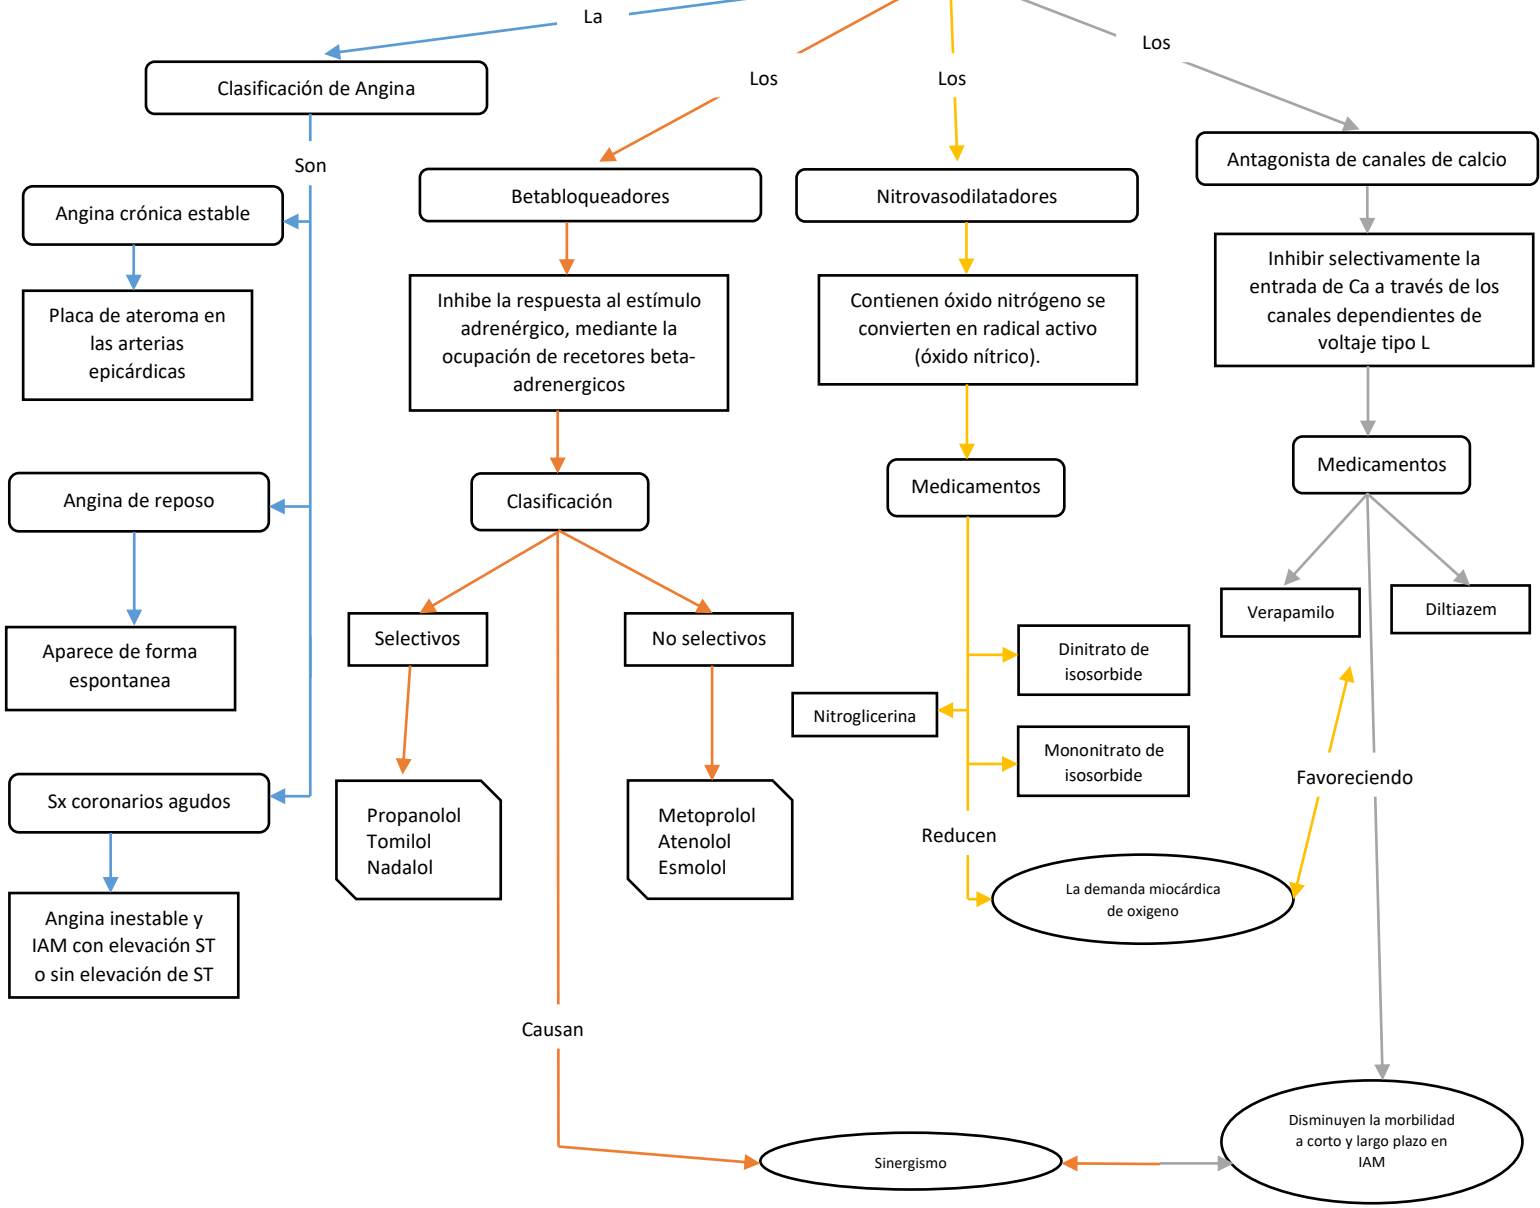 La
Clasificación de Angina
Son
Angina crónica estable
Placa de ateroma en
las arterias
epicárdicas
Angina de reposo
Aparece de forma
espontanea
Sx coronarios agudos
Angina inestable y
IAM con elevación ST
o sin elevación de ST
Los
Betabloqueadores
Inhibe la respuesta al estímulo
adrenérgico, mediante la
ocupación de recetores beta-
adrenergicos
Clasificación
Selectivos
Propanolol
Tomilol
Nadalol
No selectivos
Metoprolol
Atenolol
Esmolol
Causan
Sinergismo
Los
Nitrovasodilatadores
Contienen óxido nitrógeno se
convierten en radical activo
(óxido nítrico).
Medicamentos
Dinitrato de
isosorbide
Nitroglicerina
Mononitrato de
isosorbide
Reducen
La demanda miocárdica
de oxigeno
Los
Antagonista de canales de calcio
Inhibir selectivamente la
entrada de Ca a través de los
canales dependientes de
voltaje tipo L
Medicamentos
Verapamilo
Diltiazem
Favoreciendo
Disminuyen la morbilidad
a corto y largo plazo en
IAM